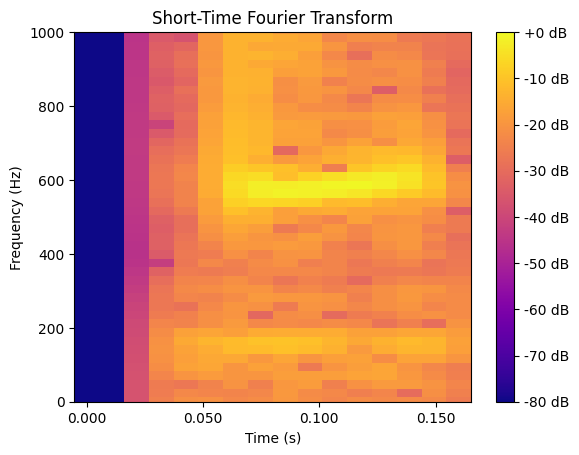 Short-Time Fourier Transform
1000
800
600
400
200
0
Frequency (Hz)
0.000
0.050
0.100
0.150
Time (s)
+0 dB
-10 dB
-20 dB
-30 dB
-40 dB
-50 dB
-60 dB
-70 dB
-80 dB